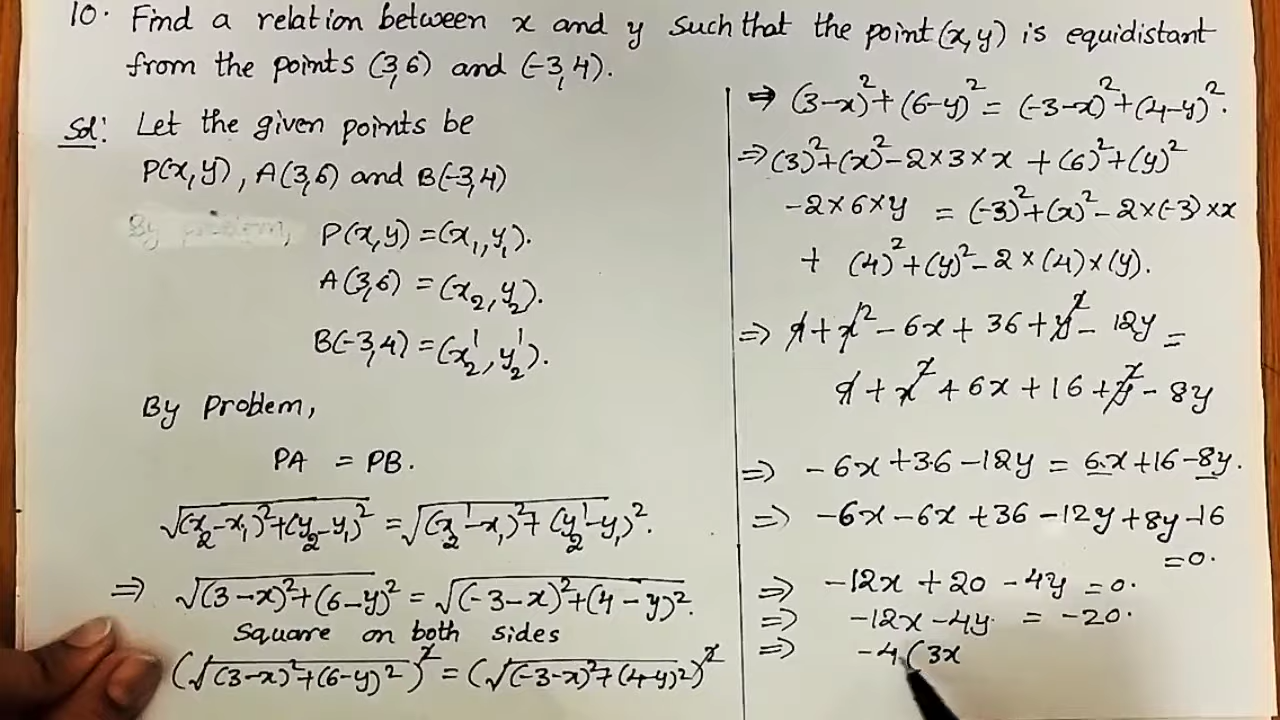 10. Find a relation between x and y such that the point (x, y) is equidistant
from the points (3, 6) and (-3, 4).
Sol: Let the given points be
P(x, y), A(3, 6) and B(-3, 4)
By problem, P(x, y) = (x₁, y₁).
A(3, 6) = (x₂, y₂).
B(-3, 4) = (x₂', y₂').
By Problem,
PA = PB.
√(x₂-x₁)²+(y₂-y₁)² = √(x₂'-x₁)²+(y₂'-y₁)².
⇒ √(3-x)²+(6-y)² = √(-3-x)²+(4-y)².
Square on both sides
(√(3-x)²+(6-y)²)² = (√(-3-x)²+(4-y)²)²
⇒ (3-x)²+(6-y)² = (-3-x)²+(4-y)².
⇒ (3)²+(x)²-2×3×x + (6)²+(y)²
-2×6×y = (-3)²+(x)²-2×(-3)×x
+ (4)²+(y)²-2×(4)×(y).
⇒ 9+x²-6x+36+y²-12y =
9+x²+6x+16+y²-8y
⇒ -6x+36-12y = 6x+16-8y.
⇒ -6x-6x+36-12y+8y-16
=0.
⇒ -12x+20-4y=0.
⇒ -12x-4y = -20.
⇒ -4(3x